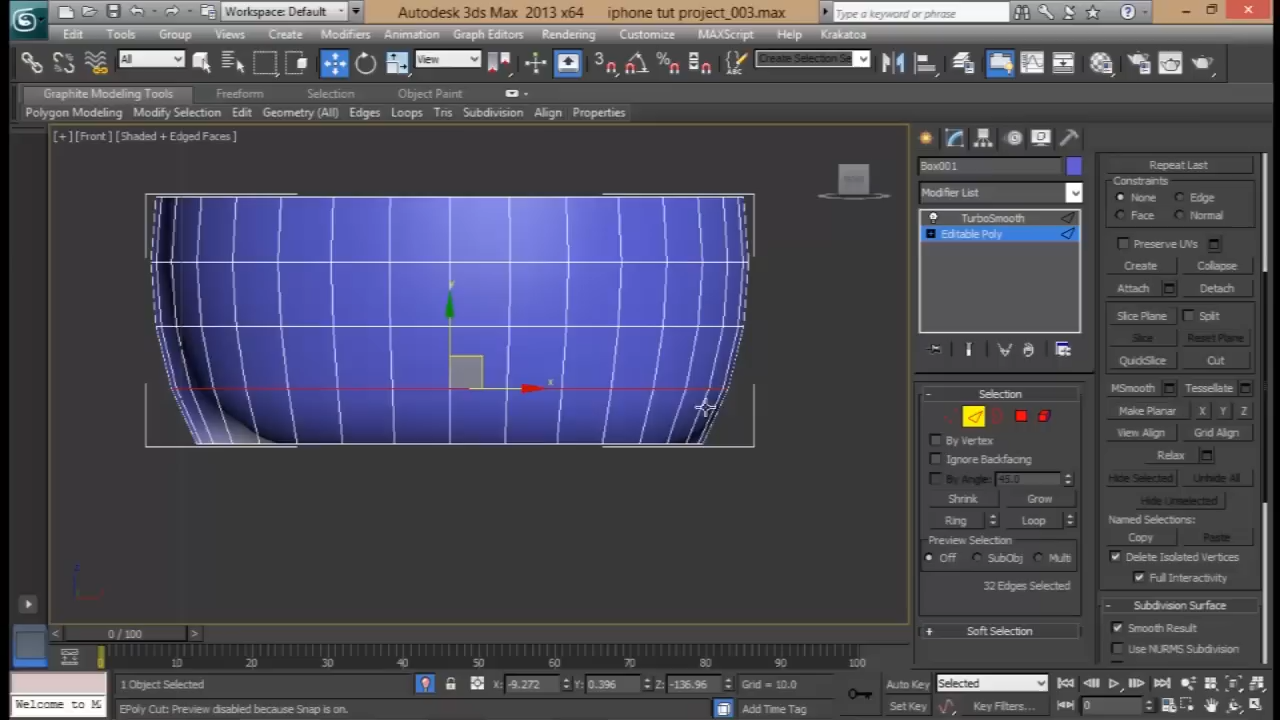 Workspace: Default
Autodesk 3ds Max 2013 x64 iphone tut project_003.max
Type a keyword or phrase
Edit Tools Group Views Create Modifiers Animation Graph Editors Rendering Customize MAXScript Help Krakatoa
All View 3 Create Selection Se
Graphite Modeling Tools Freeform Selection Object Paint
Polygon Modeling Modify Selection Edit Geometry (All) Edges Loops Tris Subdivision Align Properties
[+] [Front] [Shaded + Edged Faces]
y
x
z
Box001
Modifier List
TurboSmooth
Editable Poly
- Selection
By Vertex
Ignore Backfacing
By Angle: 45.0
Shrink Grow
Ring Loop
Preview Selection
Off SubObj Multi
32 Edges Selected
+ Soft Selection
Repeat Last
Constraints
None Edge
Face Normal
Preserve UVs
Create Collapse
Attach Detach
Slice Plane Split
Slice Reset Plane
QuickSlice Cut
MSmooth Tessellate
Make Planar X Y Z
View Align Grid Align
Relax
Hide Selected Unhide All
Hide Unselected
Named Selections:
Copy Paste
Delete Isolated Vertices
Full Interactivity
- Subdivision Surface
Smooth Result
Use NURMS Subdivision
< 0 / 100 >
0 10 20 30 40 50 60 70 80 90 100
1 Object Selected X: -9.272 Y: 0.396 Z: -136.96 Grid = 10.0 Auto Key Selected
Welcome to M EPoly Cut: Preview disabled because Snap is on. Add Time Tag Set Key Key Filters... 0